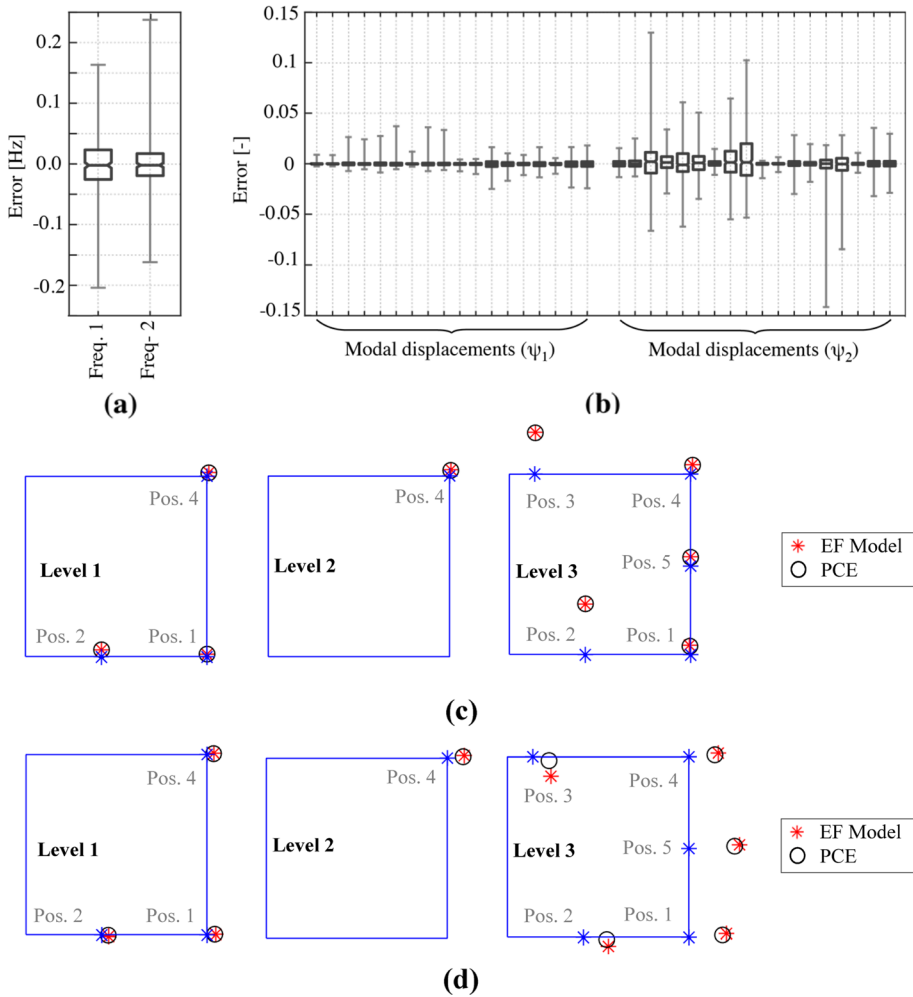 0.2
0.1
0.0
-0.1
-0.2
Error [Hz]
Freq. 1
Freq- 2
(a)
0.15
0.1
0.05
0
-0.05
-0.1
-0.15
Error [-]
Modal displacements (ψ₁)
Modal displacements (ψ₂)
(b)
Pos. 4
Level 1
Pos. 2
Pos. 1
Pos. 4
Level 2
Pos. 3
Pos. 4
Pos. 5
Level 3
Pos. 2
Pos. 1
EF Model
PCE
(c)
Pos. 4
Level 1
Pos. 2
Pos. 1
Pos. 4
Level 2
Pos. 3
Pos. 4
Level 3
Pos. 5
Pos. 2
Pos. 1
EF Model
PCE
(d)